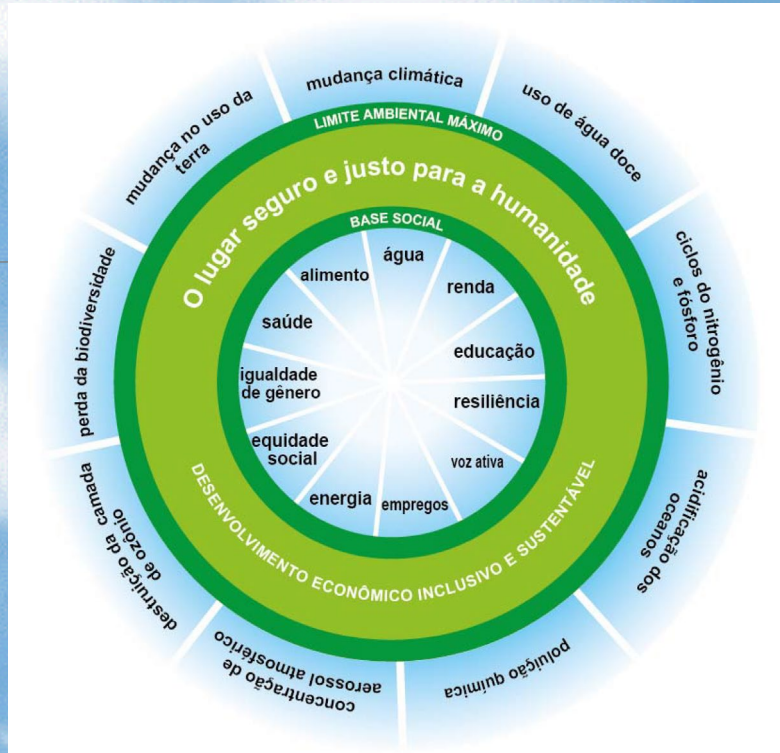 mudança climática
uso de água doce
ciclos do nitrogênio
e fósforo
acidificação dos
oceanos
poluição química
concentração de
aerossol atmosférico
destruição da camada
de ozônio
perda da biodiversidade
mudança no uso da
terra
LIMITE AMBIENTAL MÁXIMO
O lugar seguro e justo para a humanidade
BASE SOCIAL
água
renda
educação
resiliência
voz ativa
empregos
energia
equidade
social
igualdade
de gênero
saúde
alimento
DESENVOLVIMENTO ECONÔMICO INCLUSIVO E SUSTENTÁVEL